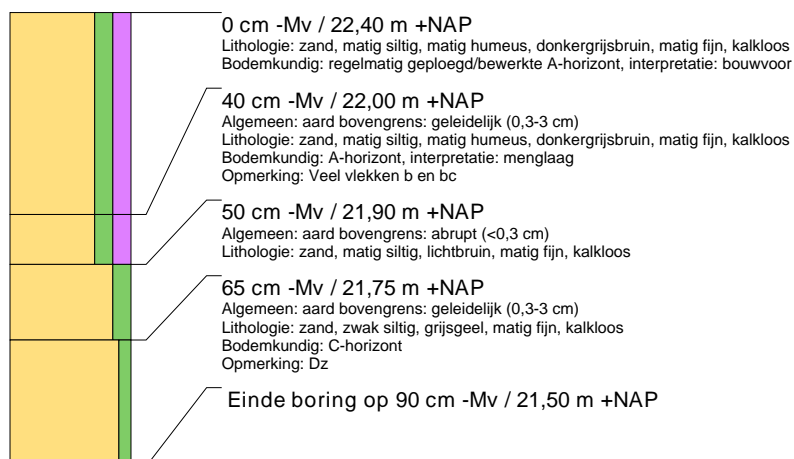 0 cm -Mv / 22,40 m +NAP
Lithologie: zand, matig siltig, matig humeus, donkergrijsbruin, matig fijn, kalkloos
Bodemkundig: regelmatig geploegd/bewerkte A-horizont, interpretatie: bouwvoor
40 cm -Mv / 22,00 m +NAP
Algemeen: aard bovengrens: geleidelijk (0,3-3 cm)
Lithologie: zand, matig siltig, matig humeus, donkergrijsbruin, matig fijn, kalkloos
Bodemkundig: A-horizont, interpretatie: menglaag
Opmerking: Veel vlekken b en bc
50 cm -Mv / 21,90 m +NAP
Algemeen: aard bovengrens: abrupt (<0,3 cm)
Lithologie: zand, matig siltig, lichtbruin, matig fijn, kalkloos
65 cm -Mv / 21,75 m +NAP
Algemeen: aard bovengrens: geleidelijk (0,3-3 cm)
Lithologie: zand, zwak siltig, grijsgeel, matig fijn, kalkloos
Bodemkundig: C-horizont
Opmerking: Dz
Einde boring op 90 cm -Mv / 21,50 m +NAP